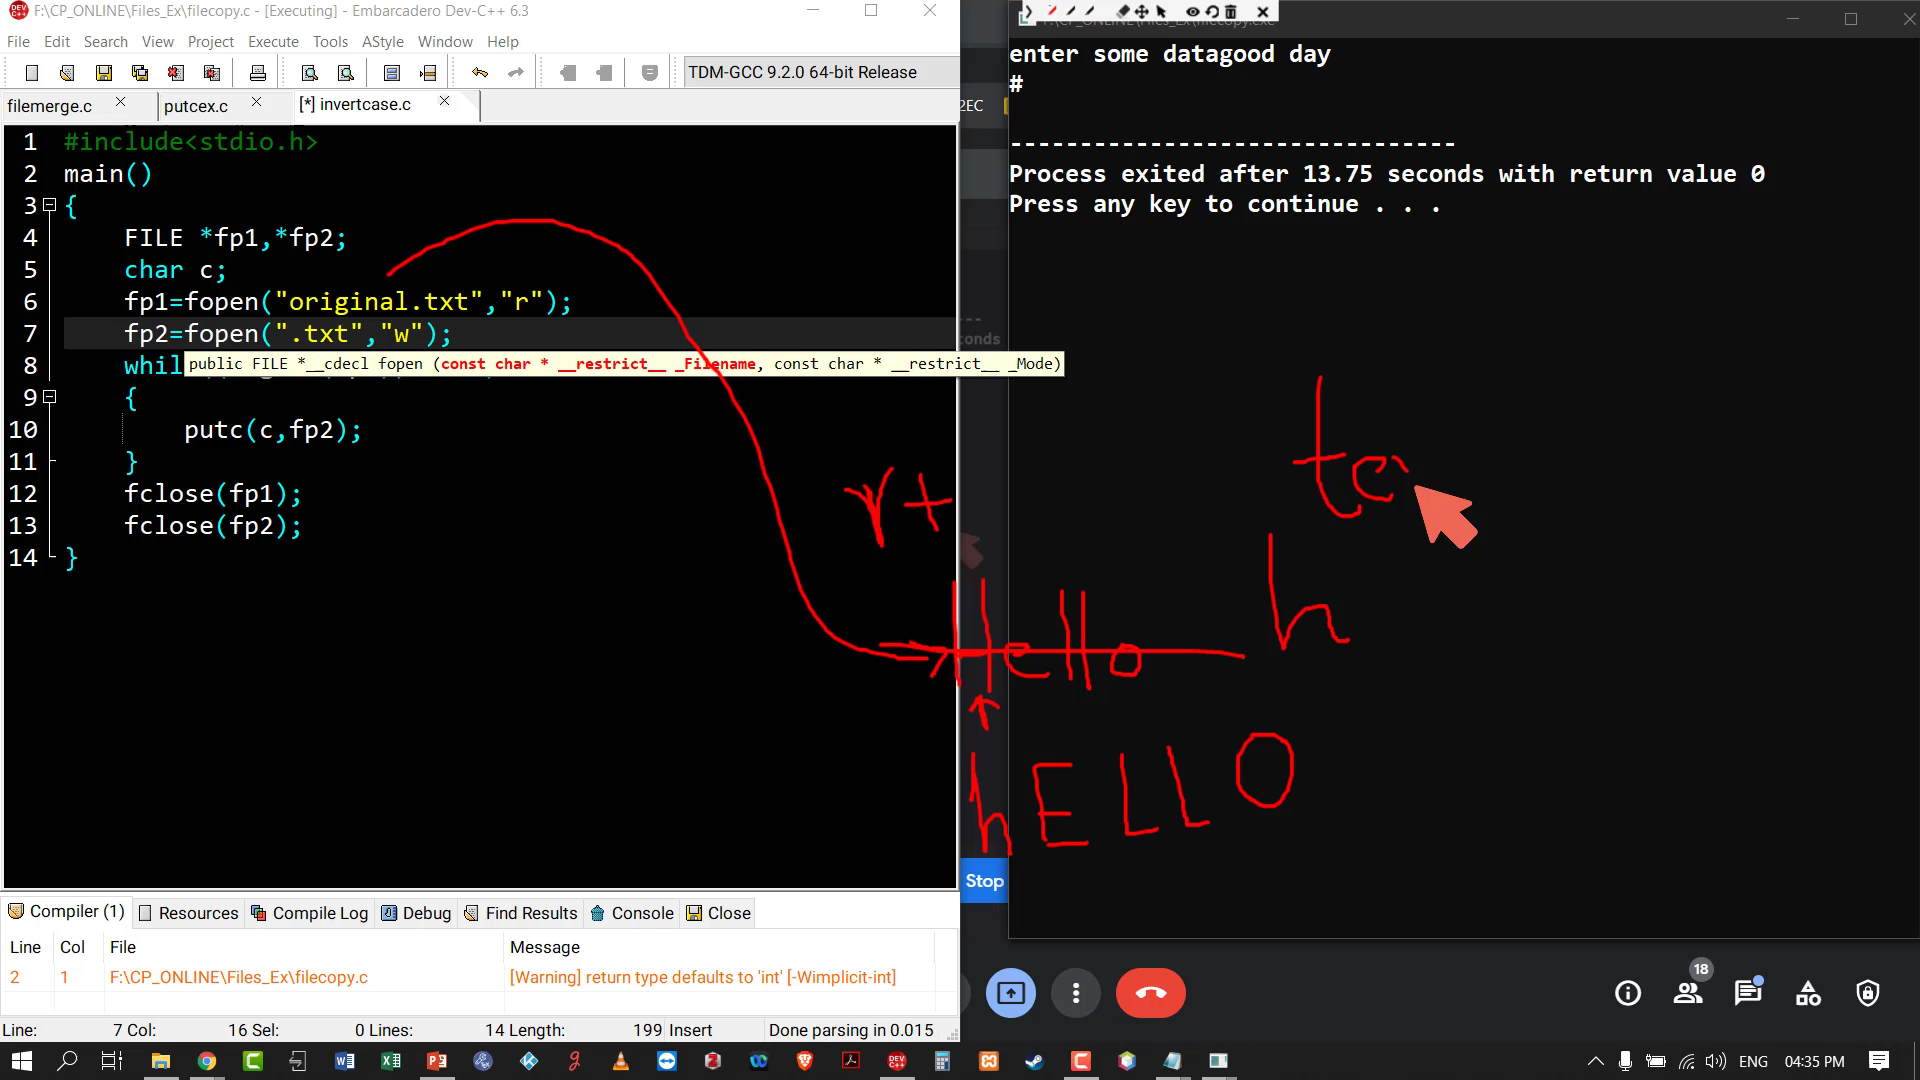 F:\CP_ONLINE\Files_Ex\filecopy.c - [Executing] - Embarcadero Dev-C++ 6.3
File Edit Search View Project Execute Tools AStyle Window Help
TDM-GCC 9.2.0 64-bit Release
filemerge.c putcex.c [*] invertcase.c
1 #include<stdio.h>
2 main()
3 {
4 FILE *fp1,*fp2;
5 char c;
6 fp1=fopen("original.txt","r");
7 fp2=fopen(".txt","w");
8 whil
public FILE *__cdecl fopen (const char * __restrict__ _Filename, const char * __restrict__ _Mode)
9 {
10 putc(c,fp2);
11 }
12 fclose(fp1);
13 fclose(fp2);
14 }
enter some datagood day
#
--------------------------------
Process exited after 13.75 seconds with return value 0
Press any key to continue . . .
2EC
onds
te
r+
h
Hello
hELLO
Stop
Compiler (1) Resources Compile Log Debug Find Results Console Close
Line Col File Message
2 1 F:\CP_ONLINE\Files_Ex\filecopy.c [Warning] return type defaults to 'int' [-Wimplicit-int]
Line: 7 Col: 16 Sel: 0 Lines: 14 Length: 199 Insert Done parsing in 0.015
18
ENG 04:35 PM